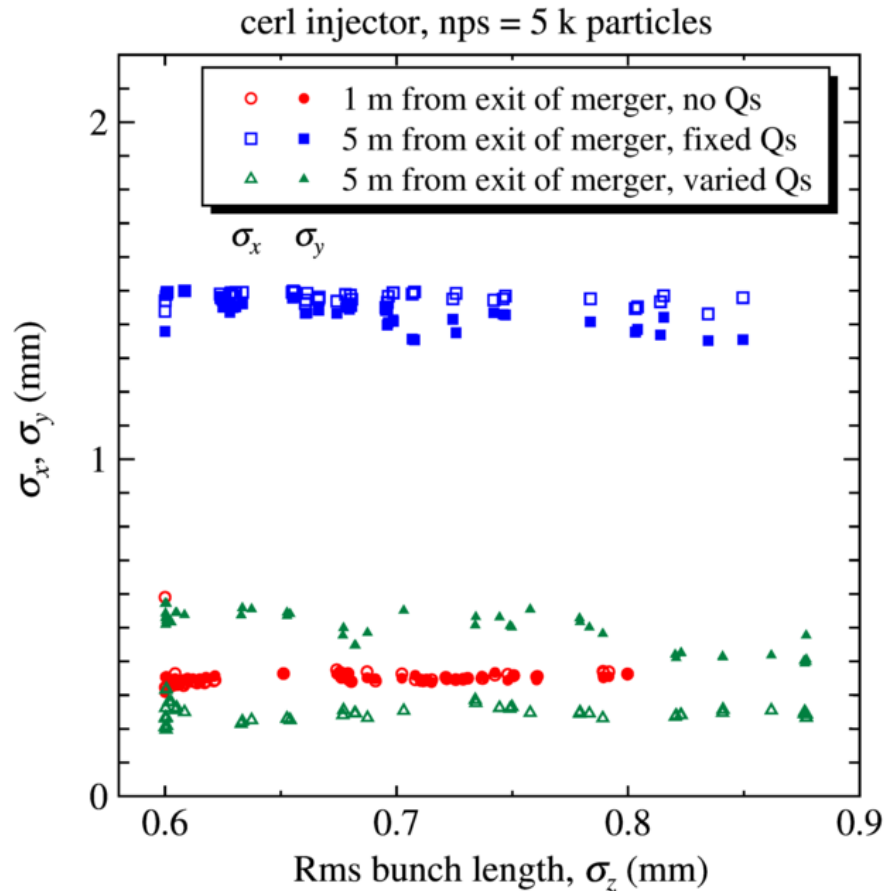 cerl injector, nps = 5 k particles
1 m from exit of merger, no Qs
5 m from exit of merger, fixed Qs
5 m from exit of merger, varied Qs
σx σy
2
1
0
σx, σy (mm)
0.6 0.7 0.8 0.9
Rms bunch length, σz (mm)